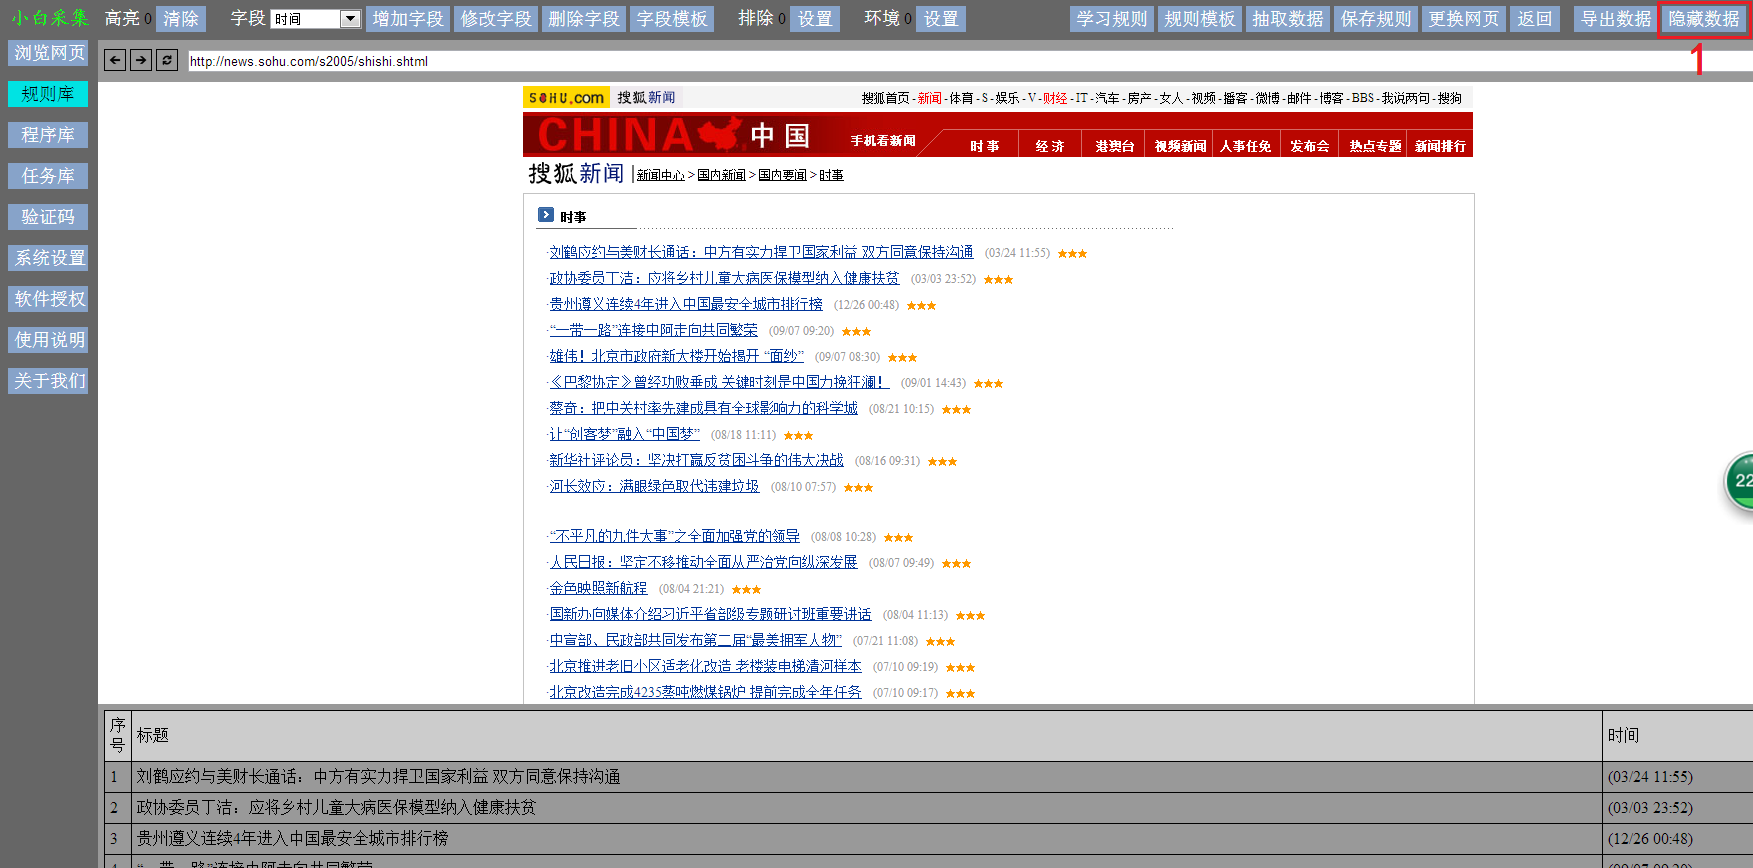 小白采集 高亮 0 清除 字段 时间 增加字段 修改字段 删除字段 字段模板 排除 0 设置 环境 0 设置 学习规则 规则模板 抽取数据 保存规则 更换网页 返回 导出数据 隐藏数据
1
浏览网页
规则库
程序库
任务库
验证码
系统设置
软件授权
使用说明
关于我们
http://news.sohu.com/s2005/shishi.shtml
SOHU.com 搜狐新闻 搜狐首页 - 新闻 - 体育 - S - 娱乐 - V - 财经 - IT - 汽车 - 房产 - 女人 - 视频 - 播客 - 微博 - 邮件 - 博客 - BBS - 我说两句 - 搜狗
CHINA 中国 手机看新闻 时事 经济 港澳台 视频新闻 人事任免 发布会 热点专题 新闻排行
搜狐新闻 | 新闻中心 > 国内新闻 > 国内要闻 > 时事
时事
·刘鹤应约与美财长通话：中方有实力捍卫国家利益 双方同意保持沟通 (03/24 11:55) ★★★
·政协委员丁洁：应将乡村儿童大病医保模型纳入健康扶贫 (03/03 23:52) ★★★
·贵州遵义连续4年进入中国最安全城市排行榜 (12/26 00:48) ★★★
·“一带一路”连接中阿走向共同繁荣 (09/07 09:20) ★★★
·雄伟！北京市政府新大楼开始揭开 “面纱” (09/07 08:30) ★★★
·《巴黎协定》曾经功败垂成 关键时刻是中国力挽狂澜！ (09/01 14:43) ★★★
·蔡奇：把中关村率先建成具有全球影响力的科学城 (08/21 10:15) ★★★
·让“创客梦”融入“中国梦” (08/18 11:11) ★★★
·新华社评论员：坚决打赢反贫困斗争的伟大决战 (08/16 09:31) ★★★
·河长效应：满眼绿色取代违建垃圾 (08/10 07:57) ★★★
·“不平凡的九件大事”之全面加强党的领导 (08/08 10:28) ★★★
·人民日报：坚定不移推动全面从严治党向纵深发展 (08/07 09:49) ★★★
·金色映照新航程 (08/04 21:21) ★★★
·国新办向媒体介绍习近平省部级专题研讨班重要讲话 (08/04 11:13) ★★★
·中宣部、民政部共同发布第二届“最美拥军人物” (07/21 11:08) ★★★
·北京推进老旧小区适老化改造 老楼装电梯清河样本 (07/10 09:19) ★★★
·北京改造完成4235蒸吨燃煤锅炉 提前完成全年任务 (07/10 09:17) ★★★
22
序号 标题 时间
1 刘鹤应约与美财长通话：中方有实力捍卫国家利益 双方同意保持沟通 (03/24 11:55)
2 政协委员丁洁：应将乡村儿童大病医保模型纳入健康扶贫 (03/03 23:52)
3 贵州遵义连续4年进入中国最安全城市排行榜 (12/26 00:48)
4 “一带一路”连接中阿走向共同繁荣 (09/07 09:20)